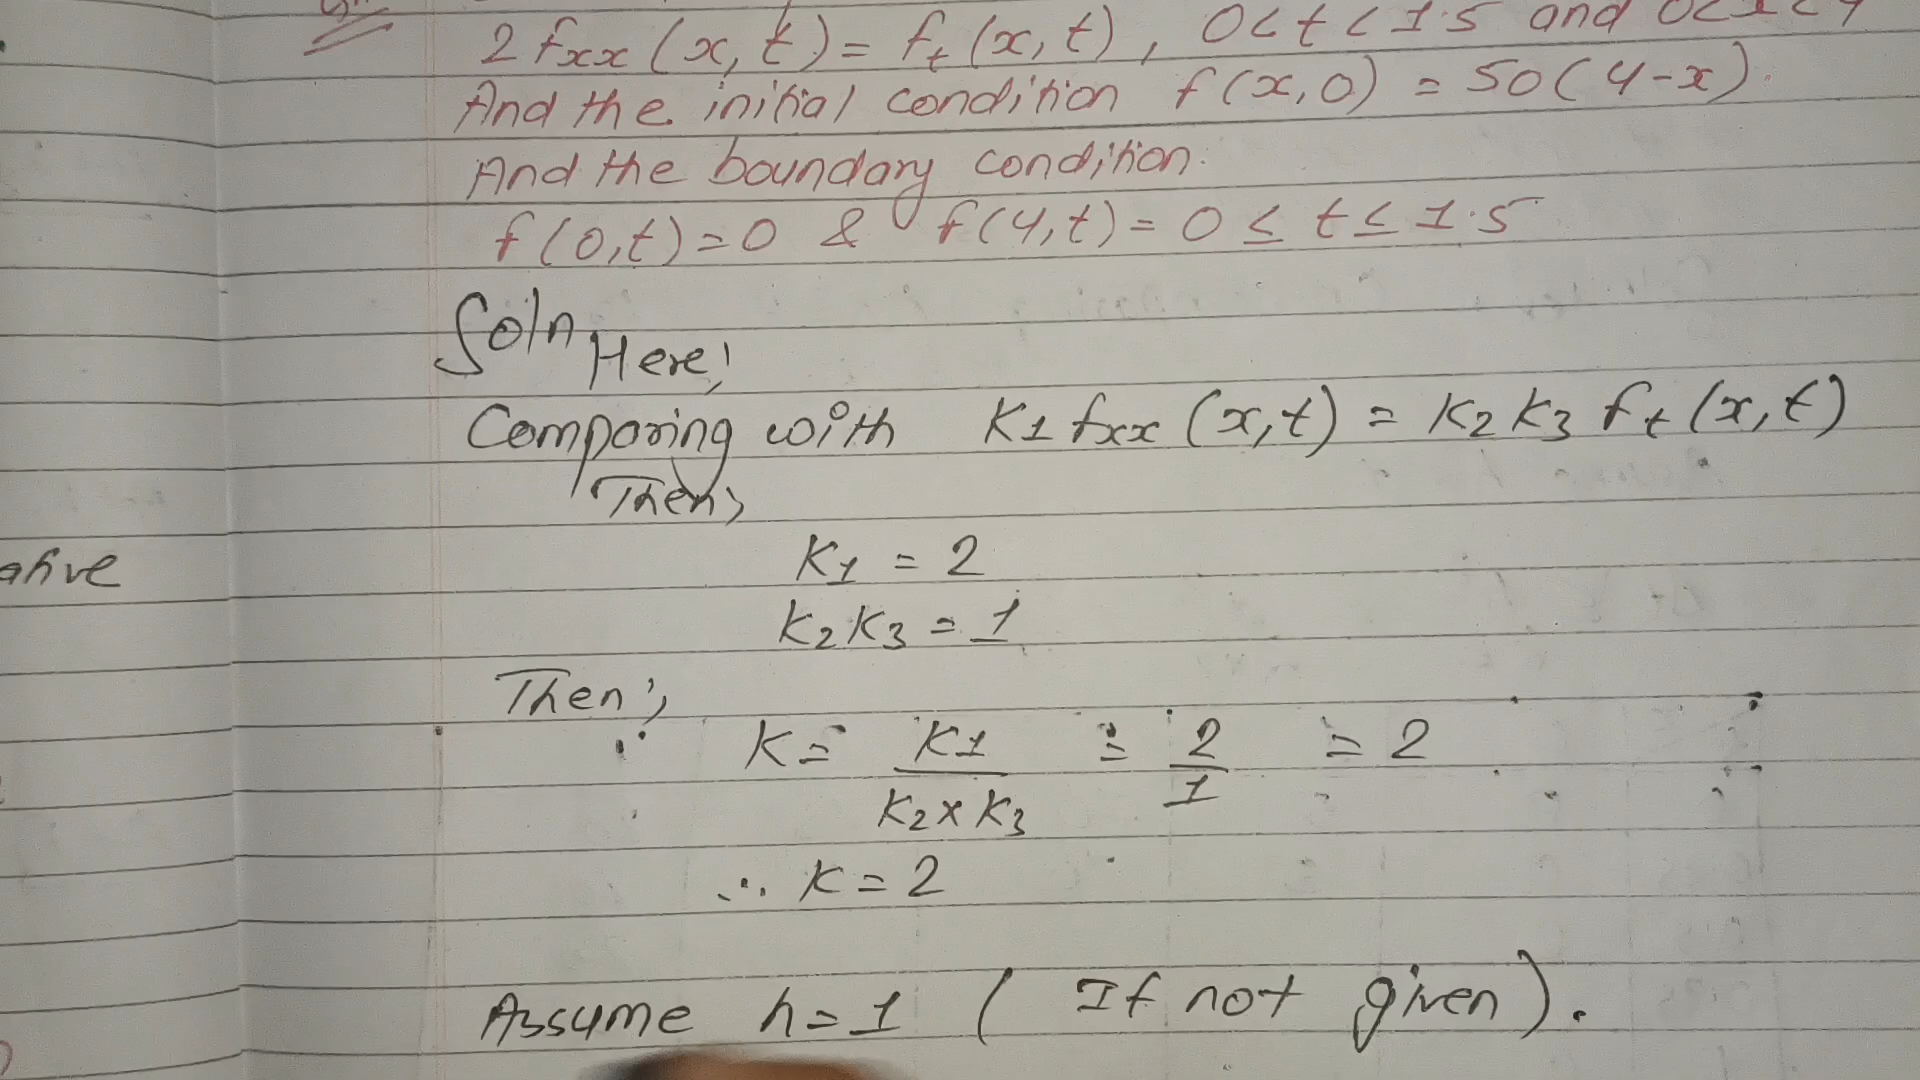 2 fxx (x, t) = ft (x, t), 0<t<1.5 and 0<x<4
And the initial condition f(x,0) = 50(4-x).
And the boundary condition.
f(0,t)=0 & f(4,t)= 0 ≤ t ≤ 1.5
Soln Here;
Comparing with K1 fxx (x,t) = K2 K3 ft (x,t)
Then,
ative
K1 = 2
K2 K3 = 1
Then;
K = K1 / K2 x K3 = 2 / 1 = 2
∴ K = 2
Assume h=1 ( If not given).